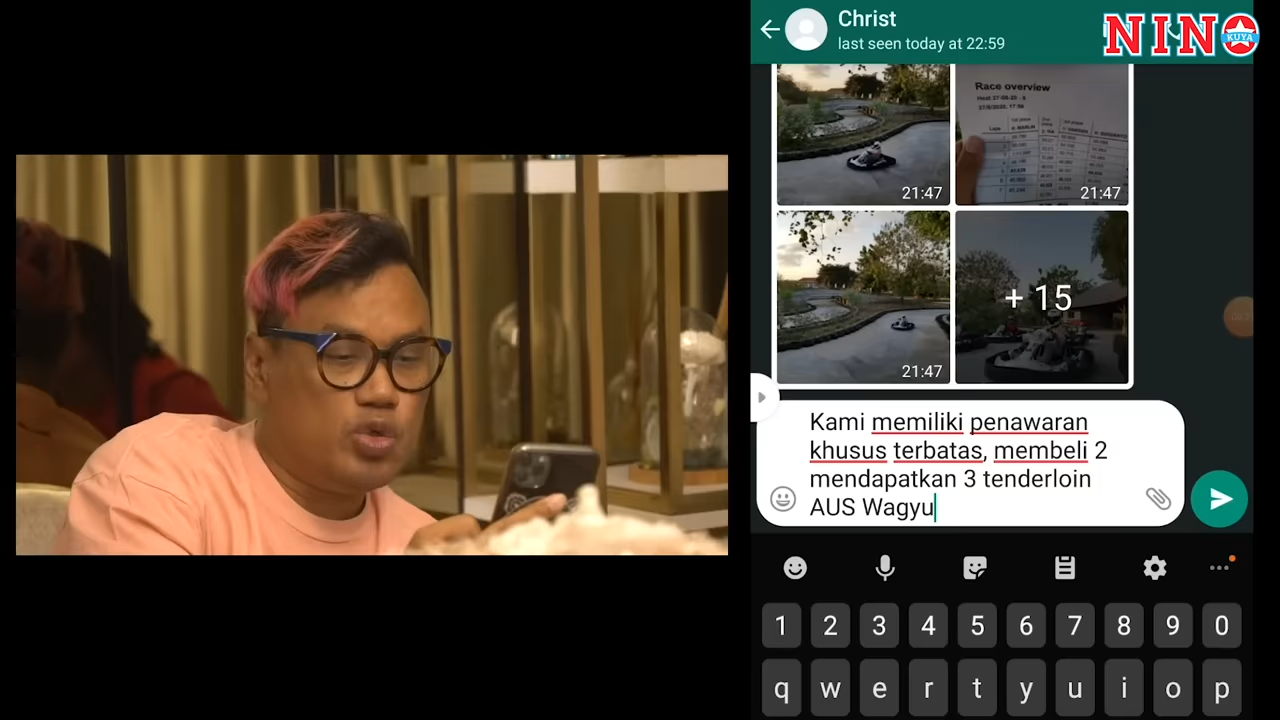 Christ
last seen today at 22:59
NINO
KUYA
Race overview
21:47
21:47
21:47
+ 15
Kami memiliki penawaran
khusus terbatas, membeli 2
mendapatkan 3 tenderloin
AUS Wagyu
1 2 3 4 5 6 7 8 9 0
q w e r t y u i o p